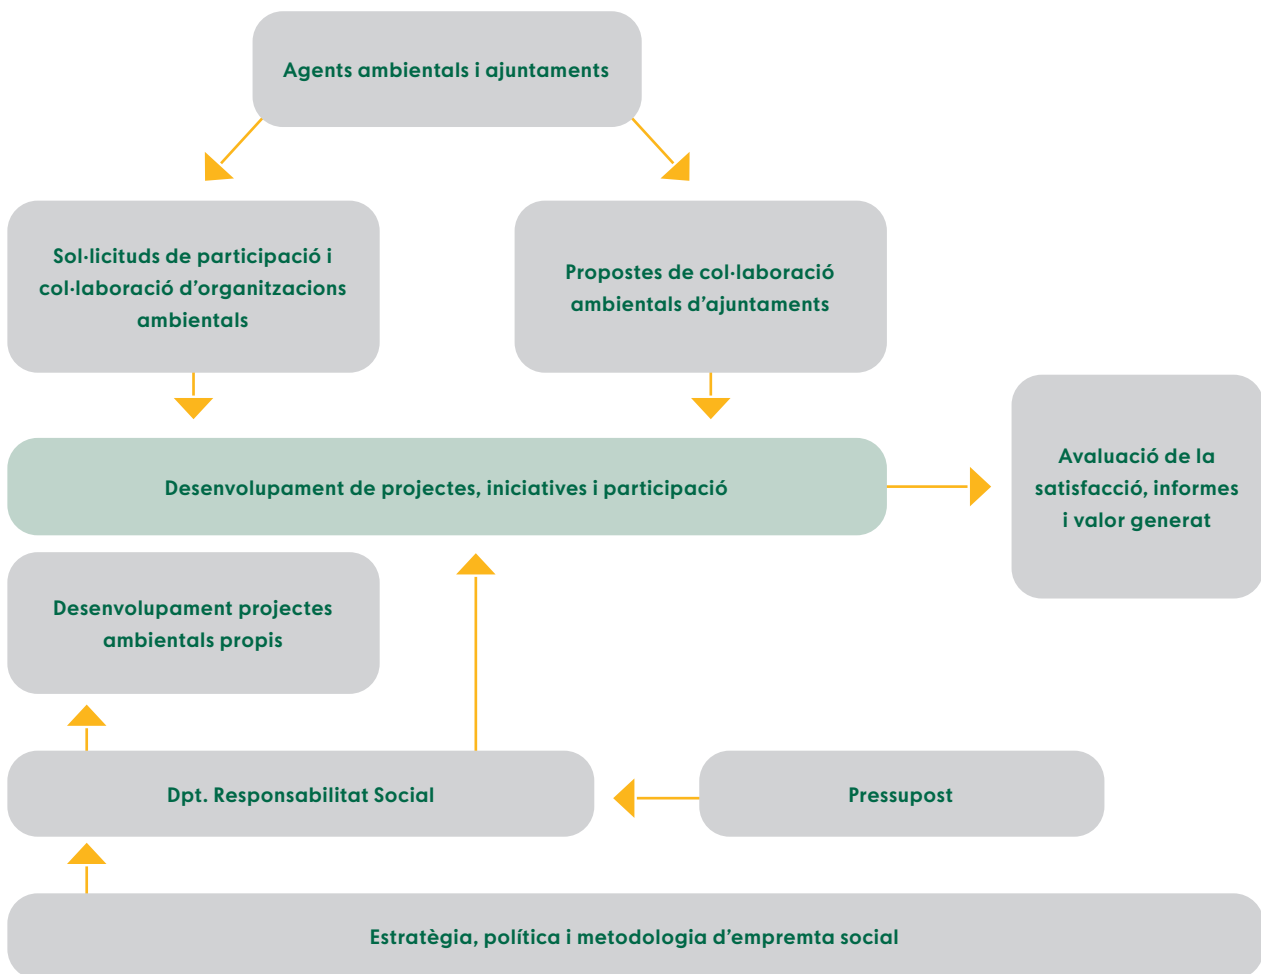 Agents ambientals i ajuntaments
Sol·licituds de participació i
col·laboració d’organitzacions
ambientals
Propostes de col·laboració
ambientals d’ajuntaments
Desenvolupament de projectes, iniciatives i participació
Avaluació de la
satisfacció, informes
i valor generat
Desenvolupament projectes
ambientals propis
Dpt. Responsabilitat Social
Pressupost
Estratègia, política i metodologia d’empremta social